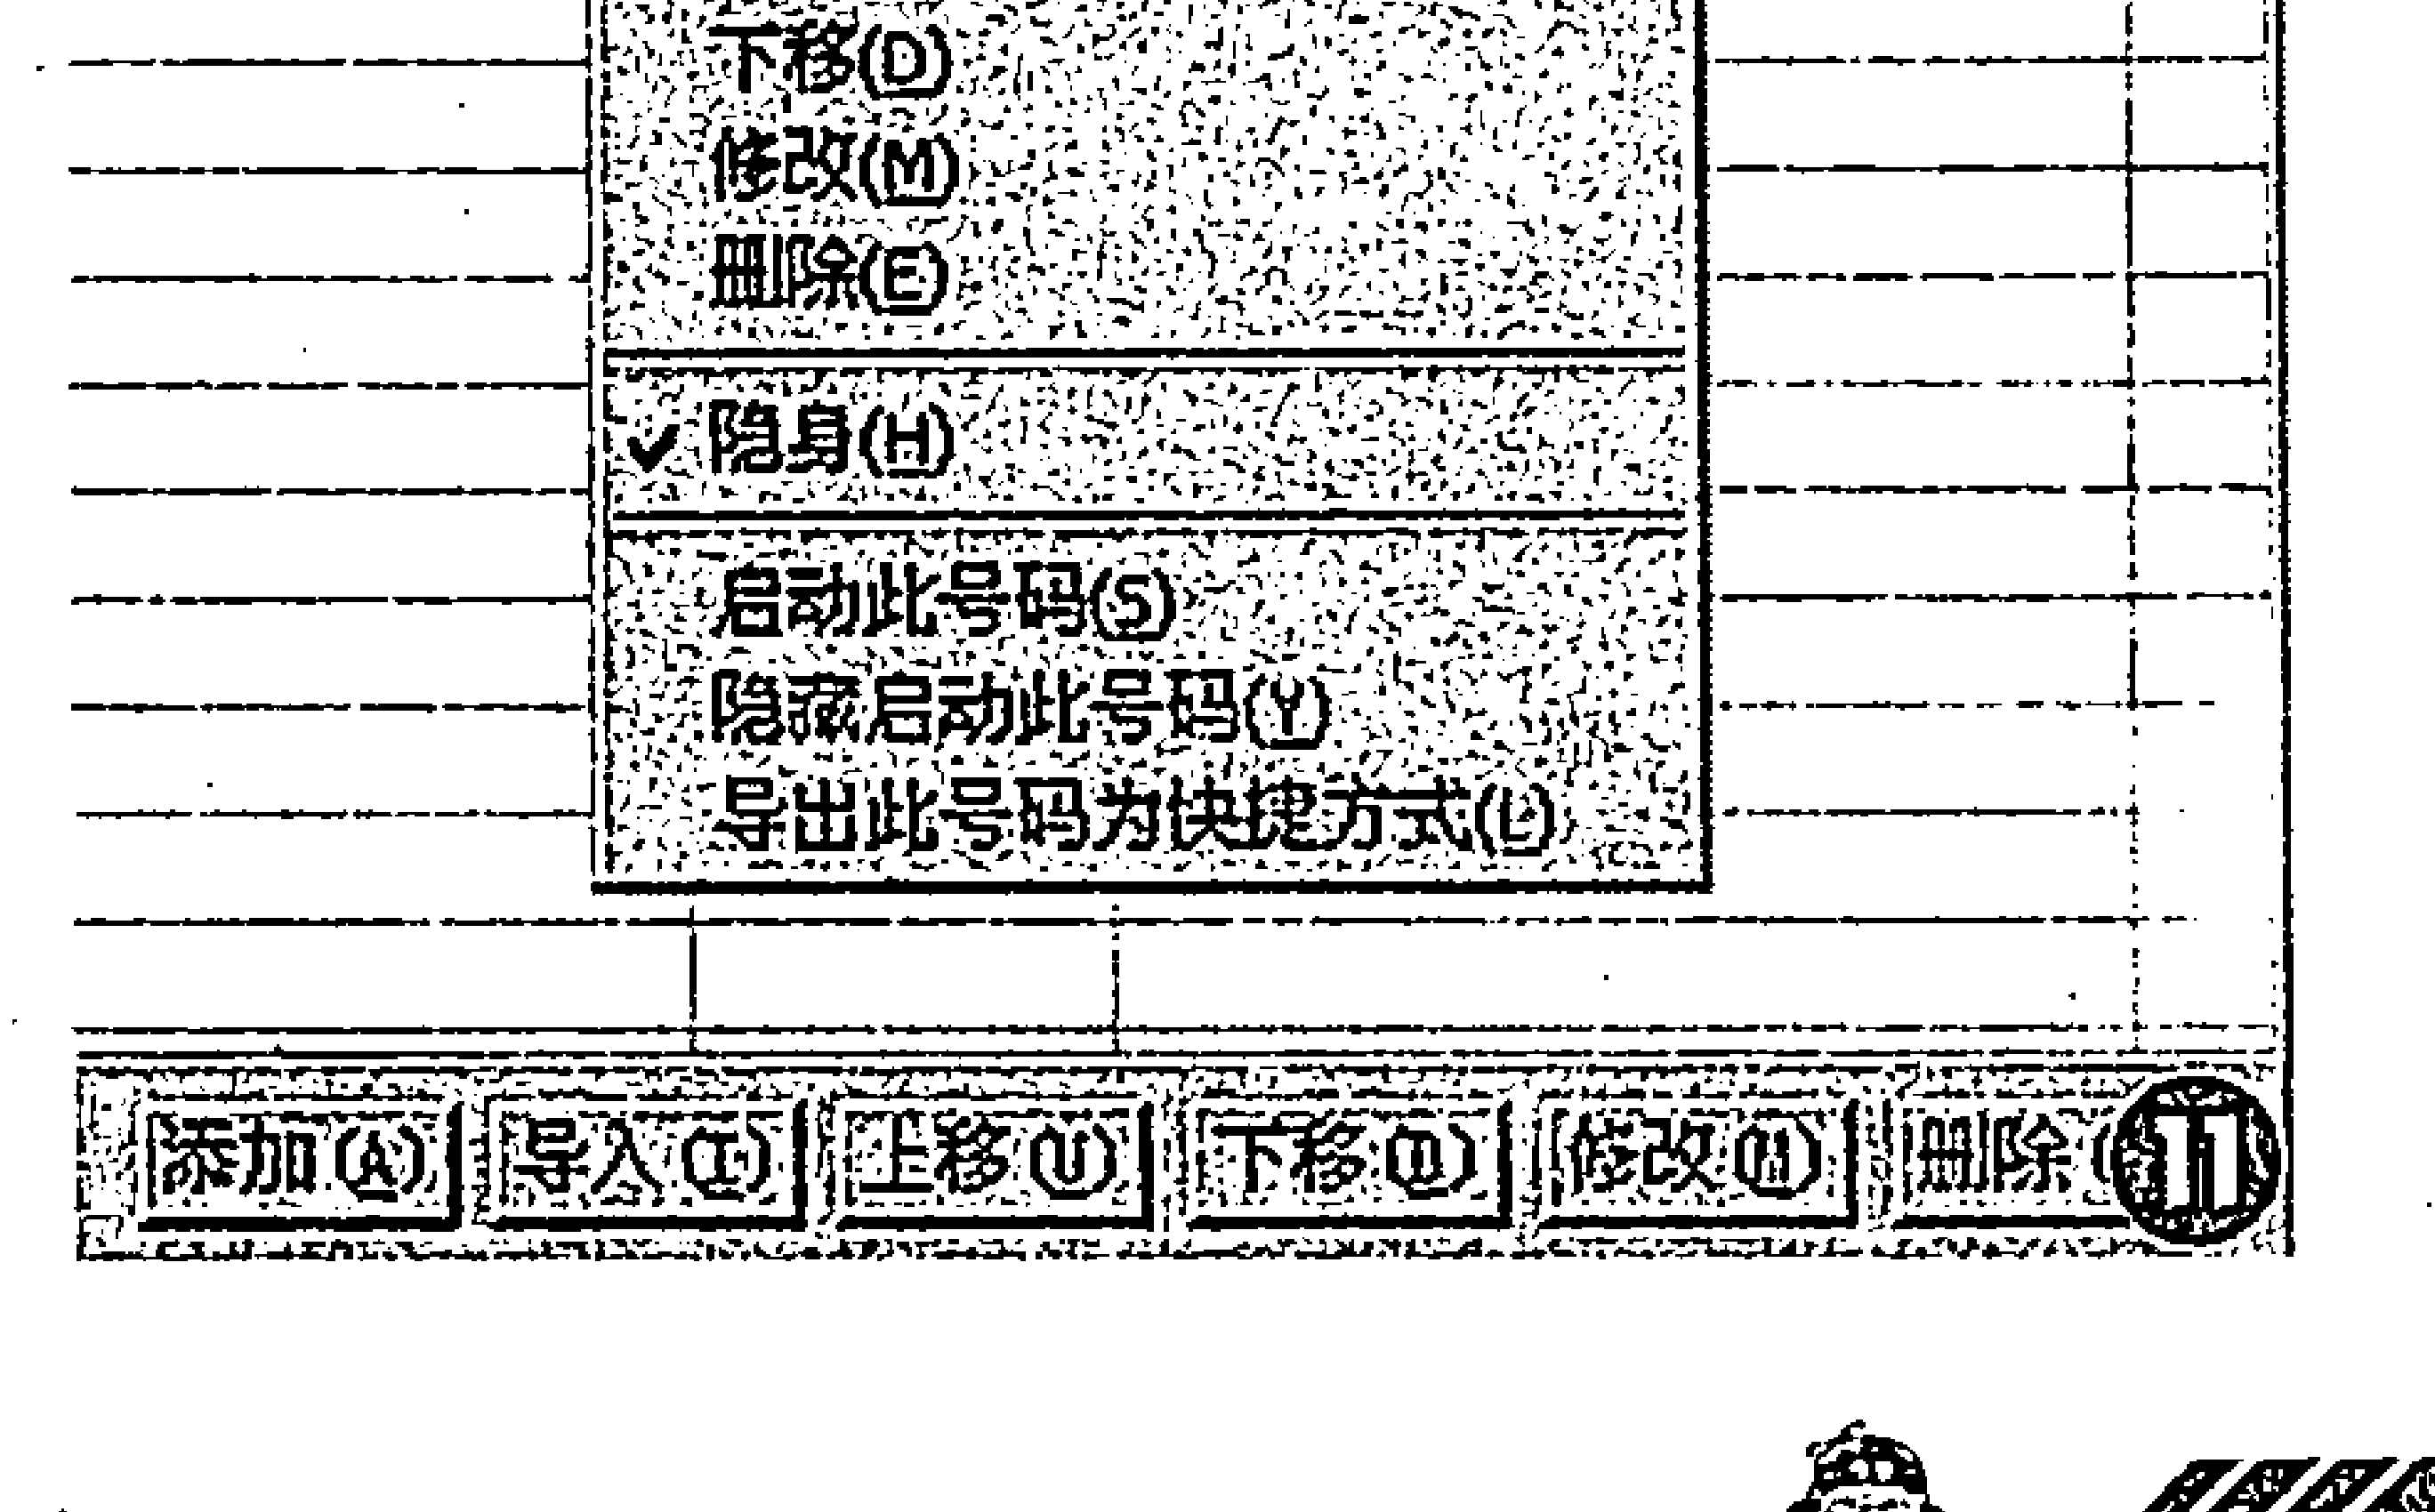 下移(D)
修改(M)
删除(E)
隐身(H)
启动此号码(S)
隐藏启动此号码(Y)
导出此号码为快捷方式(L)
添加(A) 导入(I) 上移(U) 下移(D) 修改(M) 删除( 11